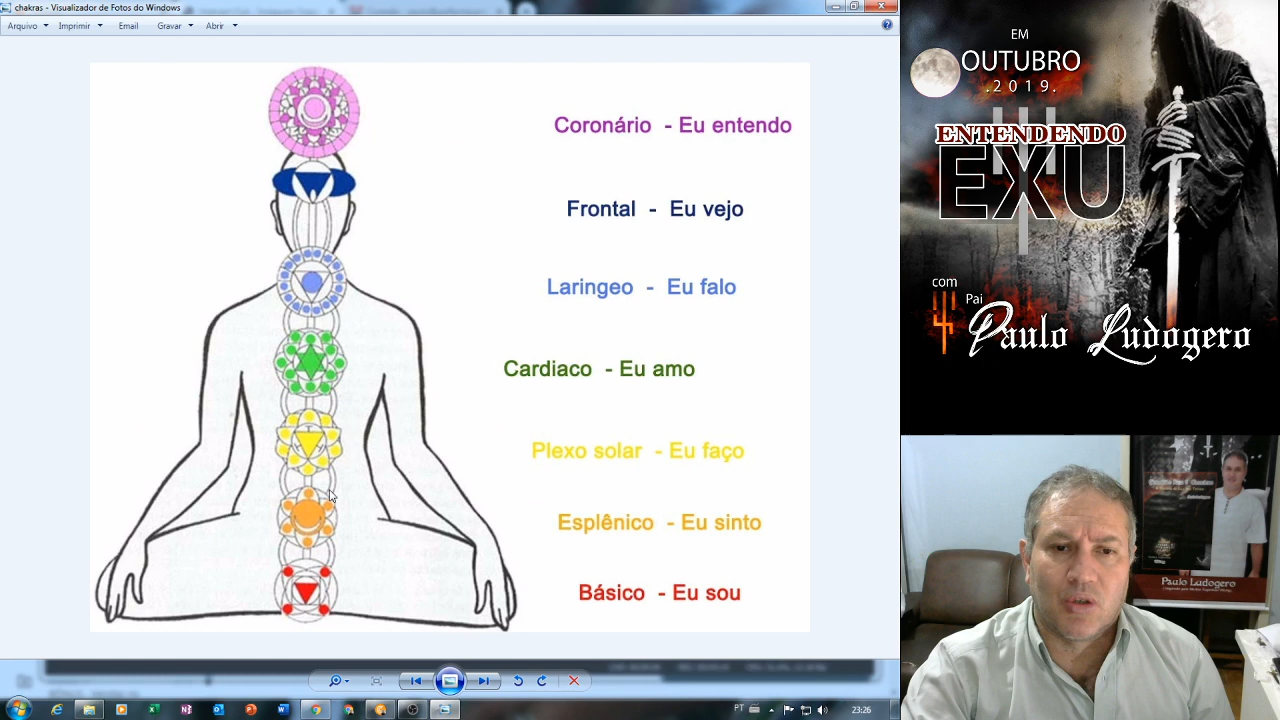 chakras - Visualizador de Fotos do Windows
Arquivo Imprimir Email Gravar Abrir
Coronário - Eu entendo
Frontal - Eu vejo
Laringeo - Eu falo
Cardiaco - Eu amo
Plexo solar - Eu faço
Esplênico - Eu sinto
Básico - Eu sou
PT
23:26
EM
OUTUBRO
.2019.
ENTENDENDO
EXU
com
Pai
Paulo Ludogero
Paulo Ludogero